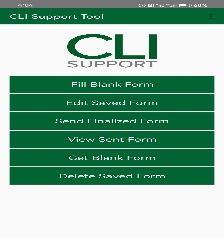 CLI Support Tool
CLI
SUPPORT
Fill Blank Form
Edit Saved Form
Send Finalized Form
View Sent Form
Get Blank Form
Delete Saved Form